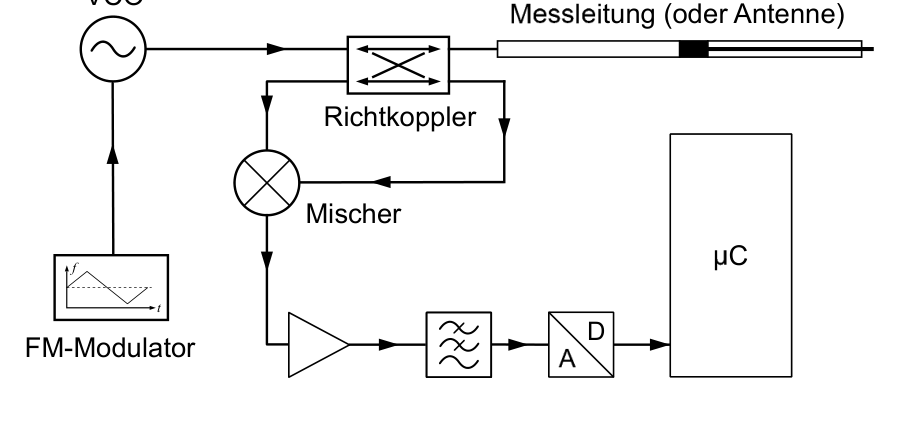 Messleitung (oder Antenne)
Richtkoppler
Mischer
f
t
FM-Modulator
µC
D
A